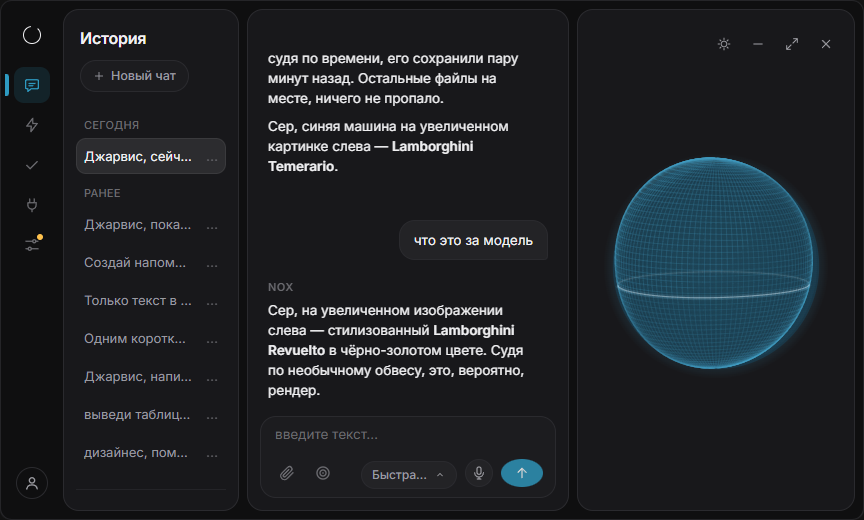 История
+ Новый чат
СЕГОДНЯ
Джарвис, сейч... ...
РАНЕЕ
Джарвис, пока... ...
Создай напом... ...
Только текст в ... ...
Одним коротк... ...
Джарвис, напи... ...
выведи таблиц... ...
дизайнес, пом... ...
судя по времени, его сохранили пару
минут назад. Остальные файлы на
месте, ничего не пропало.
Сер, синяя машина на увеличенном
картинке слева — Lamborghini
Temerario.
что это за модель
NOX
Сер, на увеличенном изображении
слева — стилизованный Lamborghini
Revuelto в чёрно-золотом цвете. Судя
по необычному обвесу, это, вероятно,
рендер.
введите текст...
Быстра...